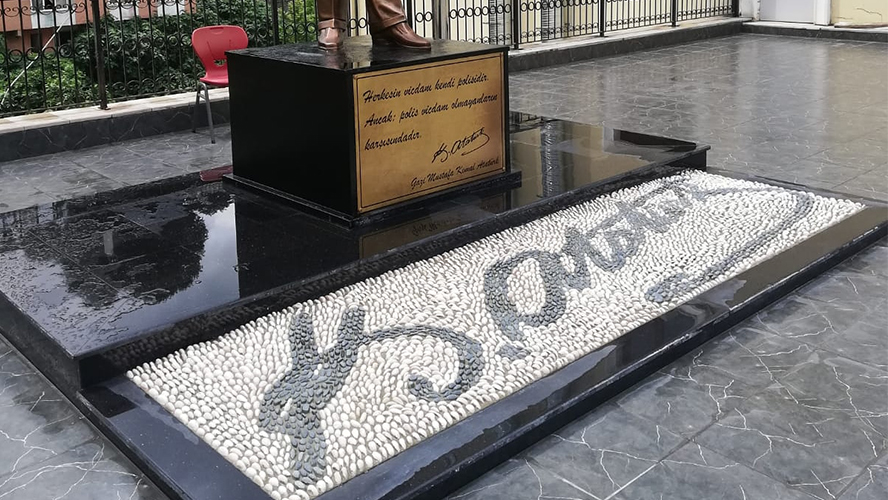 Herkesin vicdanı kendi polisidir.
Ancak; polis vicdanı olmayanların
karşısındadır.
K. Atatürk
Gazi Mustafa Kemal Atatürk
K. Atatürk